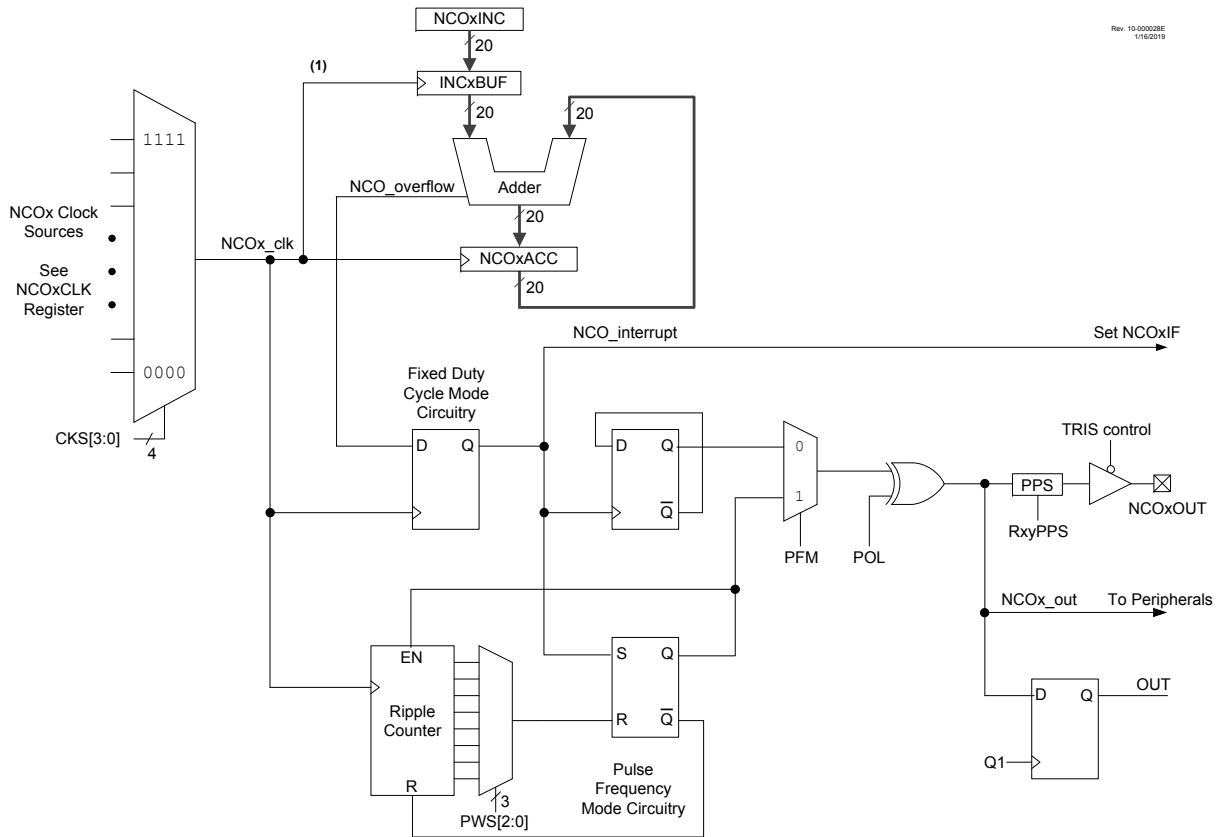 Rev. 10-000028E
1/16/2019
NCOxINC
20
(1)
INCxBUF
20
20
1111
Adder
NCO_overflow
20
NCOx Clock
Sources
NCOx_clk
NCOxACC
See
NCOxCLK
Register
20
NCO_interrupt
Set NCOxIF
0000
Fixed Duty
Cycle Mode
Circuitry
CKS[3:0]
4
TRIS control
D
Q
D
Q
0
1
PPS
Q
NCOxOUT
RxyPPS
PFM
POL
NCOx_out
To Peripherals
EN
S
Q
Ripple
Counter
R
Q
D
Q
OUT
Q1
R
3
PWS[2:0]
Pulse
Frequency
Mode Circuitry